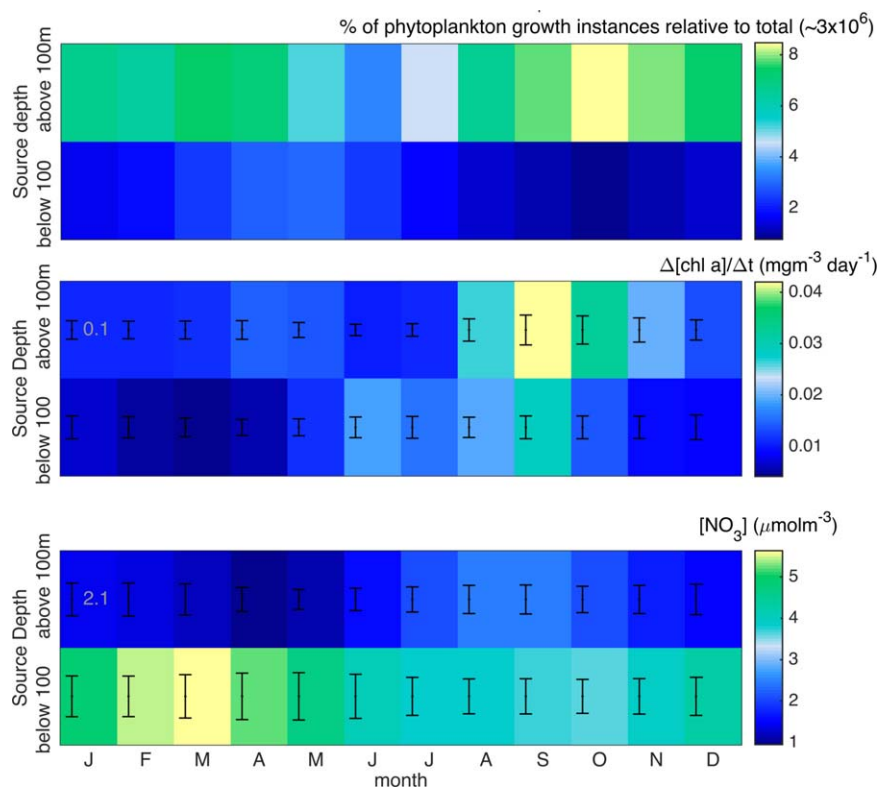 % of phytoplankton growth instances relative to total (~3x10⁶)
Source depth
above 100m
below 100
8
6
4
2
Δ[chl a]/Δt (mgm⁻³ day⁻¹)
Source Depth
above 100m
below 100
0.1
0.04
0.03
0.02
0.01
[NO₃] (μmolm⁻³)
Source Depth
above 100m
below 100
2.1
5
4
3
2
1
J F M A M J J A S O N D
month